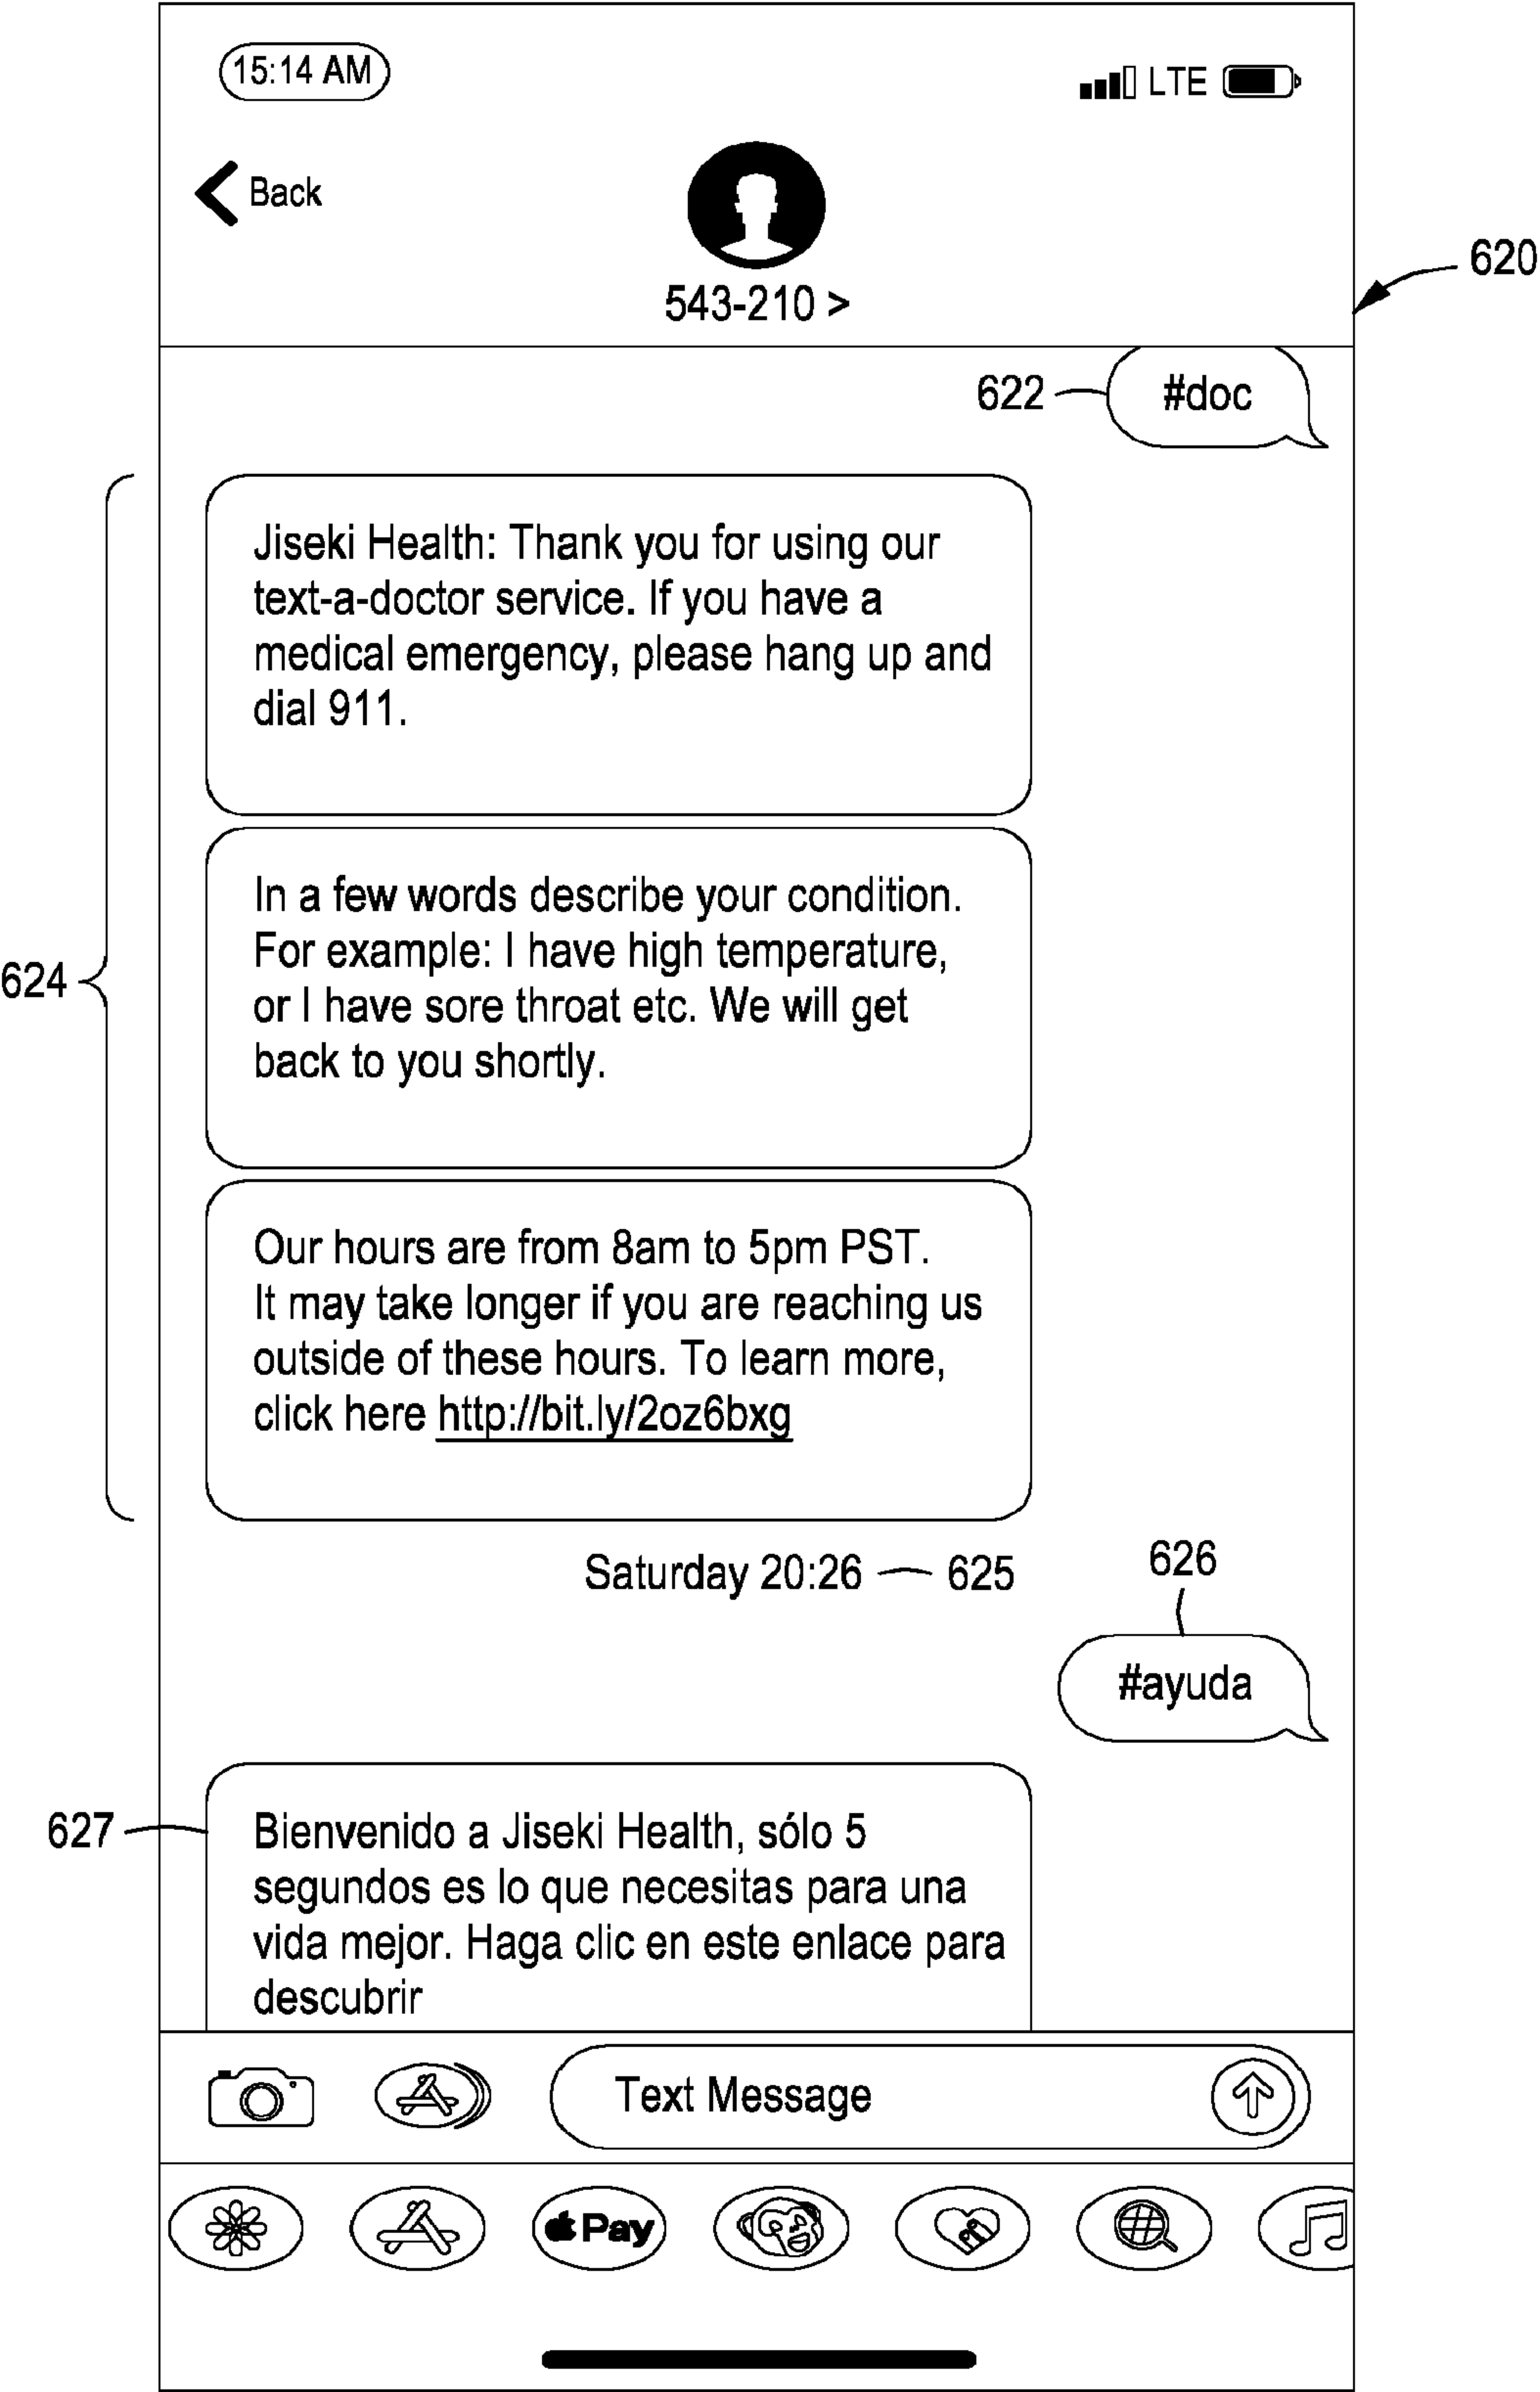 15:14 AM
LTE
Back
543-210 >
620
622
#doc
624
Jiseki Health: Thank you for using our
text-a-doctor service. If you have a
medical emergency, please hang up and
dial 911.
In a few words describe your condition.
For example: I have high temperature,
or I have sore throat etc. We will get
back to you shortly.
Our hours are from 8am to 5pm PST.
It may take longer if you are reaching us
outside of these hours. To learn more,
click here http://bit.ly/2oz6bxg
Saturday 20:26
625
626
#ayuda
627
Bienvenido a Jiseki Health, sólo 5
segundos es lo que necesitas para una
vida mejor. Haga clic en este enlace para
descubrir
Text Message
Pay